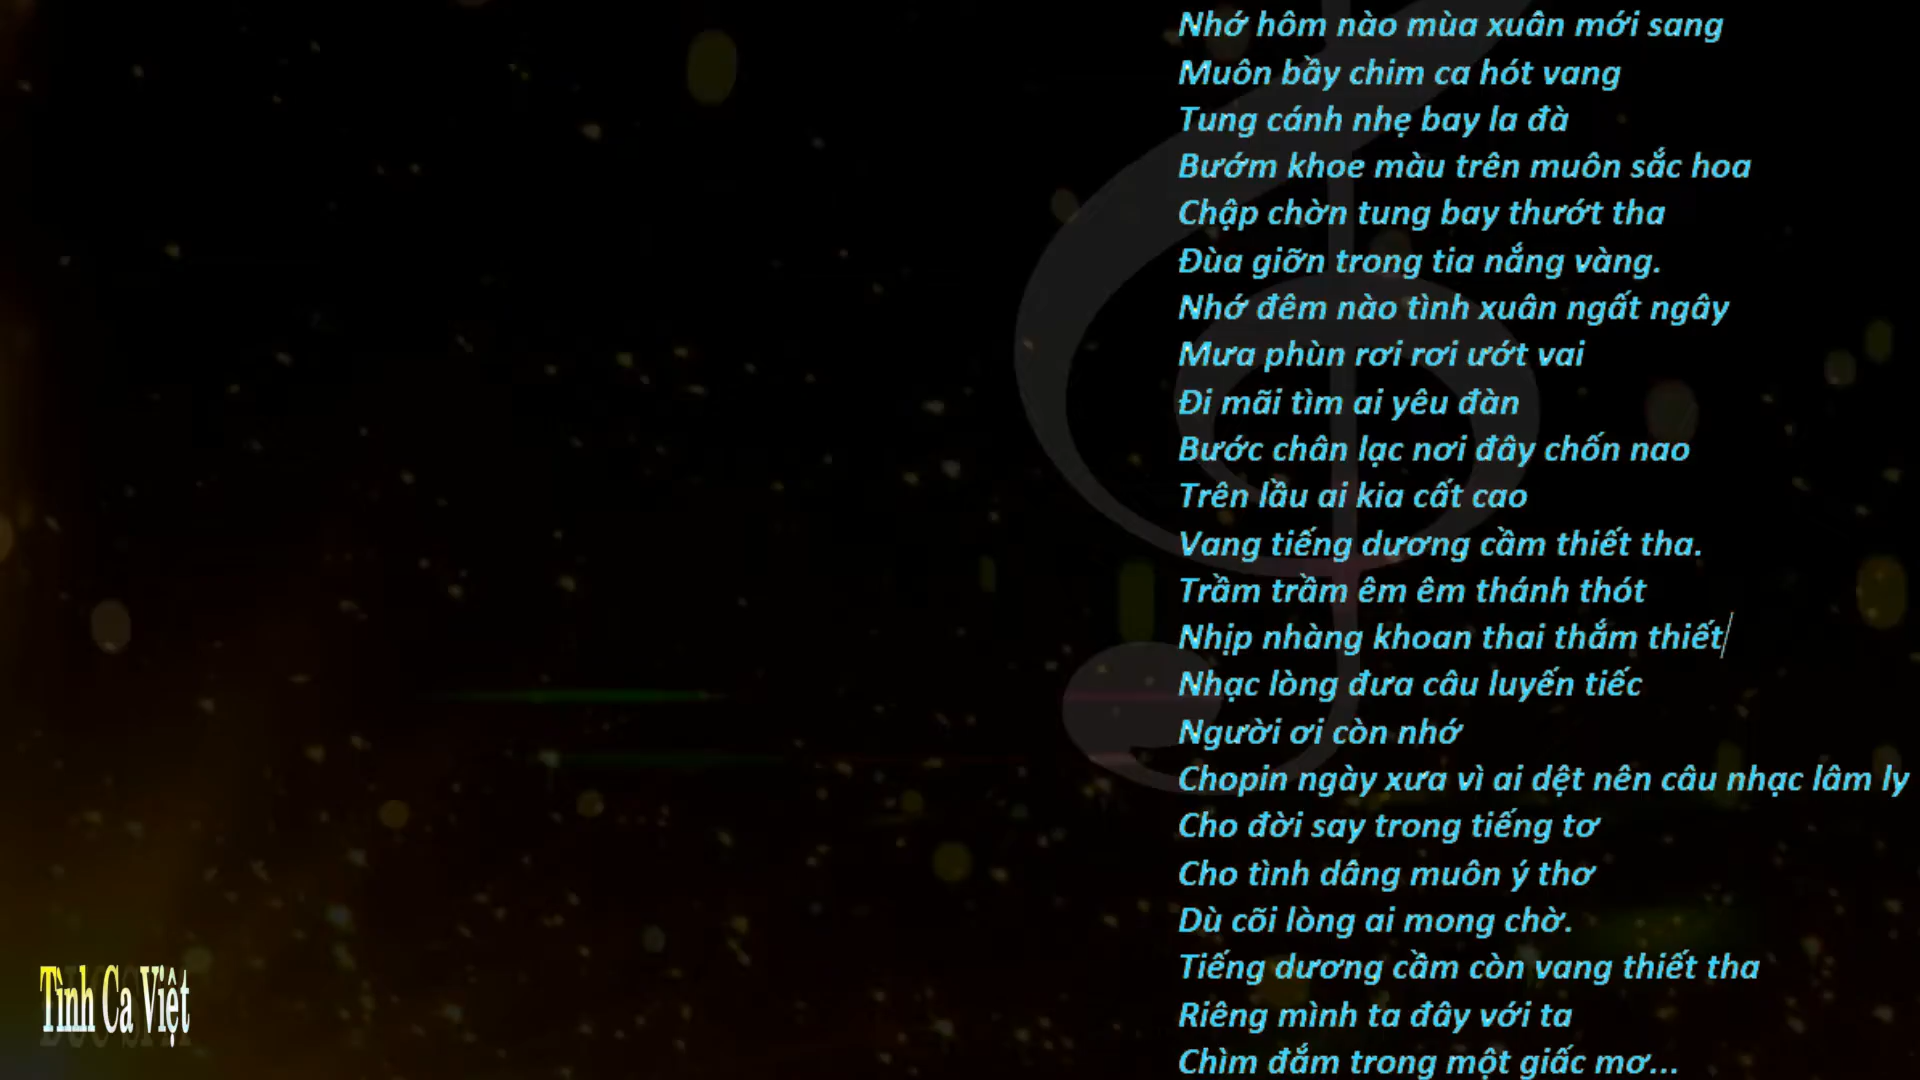 Nhớ hôm nào mùa xuân mới sang
Muôn bầy chim ca hót vang
Tung cánh nhẹ bay la đà
Bướm khoe màu trên muôn sắc hoa
Chập chờn tung bay thướt tha
Đùa giỡn trong tia nắng vàng.
Nhớ đêm nào tình xuân ngất ngây
Mưa phùn rơi rơi ướt vai
Đi mãi tìm ai yêu đàn
Bước chân lạc nơi đây chốn nao
Trên lầu ai kia cất cao
Vang tiếng dương cầm thiết tha.
Trầm trầm êm êm thánh thót
Nhịp nhàng khoan thai thắm thiết
Nhạc lòng đưa câu luyến tiếc
Người ơi còn nhớ
Chopin ngày xưa vì ai dệt nên câu nhạc lâm ly
Cho đời say trong tiếng tơ
Cho tình dâng muôn ý thơ
Dù cõi lòng ai mong chờ.
Tiếng dương cầm còn vang thiết tha
Riêng mình ta đây với ta
Chìm đắm trong một giấc mơ...
Tình Ca Việt